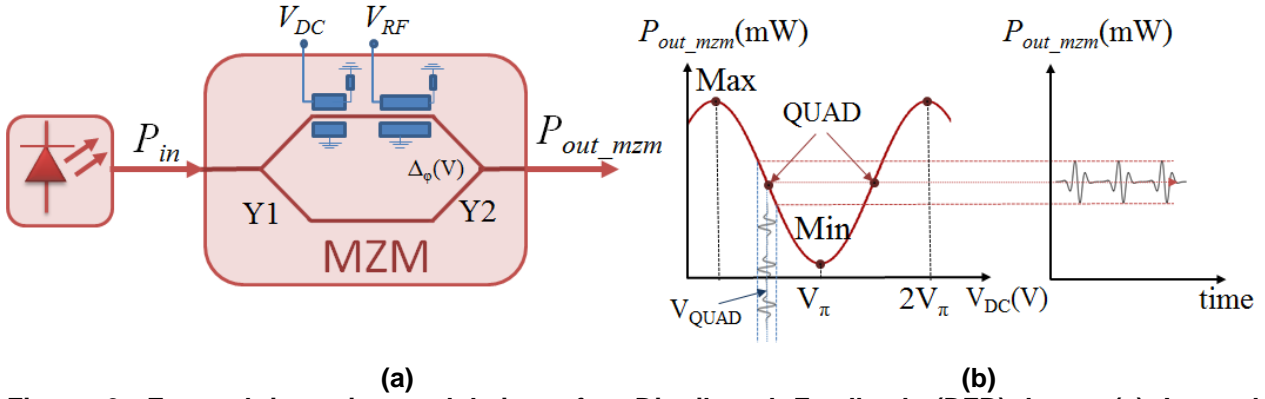 V_DC V_RF
P_in
Δφ(V)
P_out_mzm
Y1 Y2
MZM
(a)
P_out_mzm(mW)
Max
QUAD
Min
V_QUAD
V_π
2V_π
V_DC(V)
P_out_mzm(mW)
time
(b)